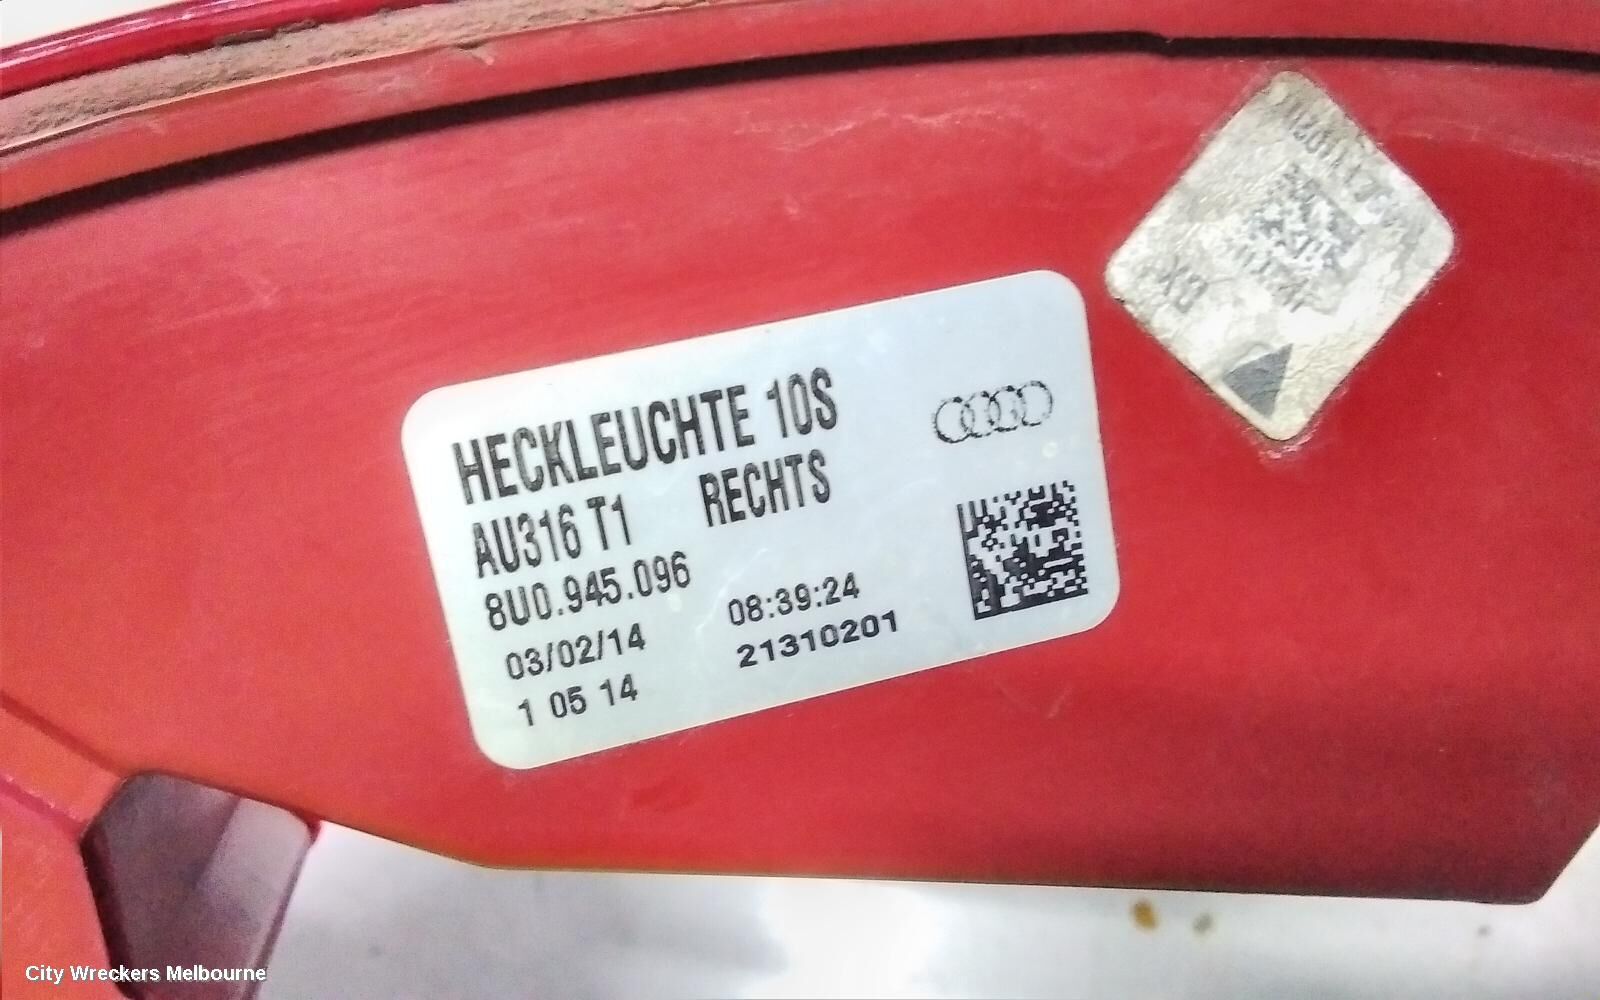 HECKLEUCHTE 10S
AU316 T1 RECHTS
8U0.945.096
03/02/14 08:39:24
1 05 14 21310201
City Wreckers Melbourne